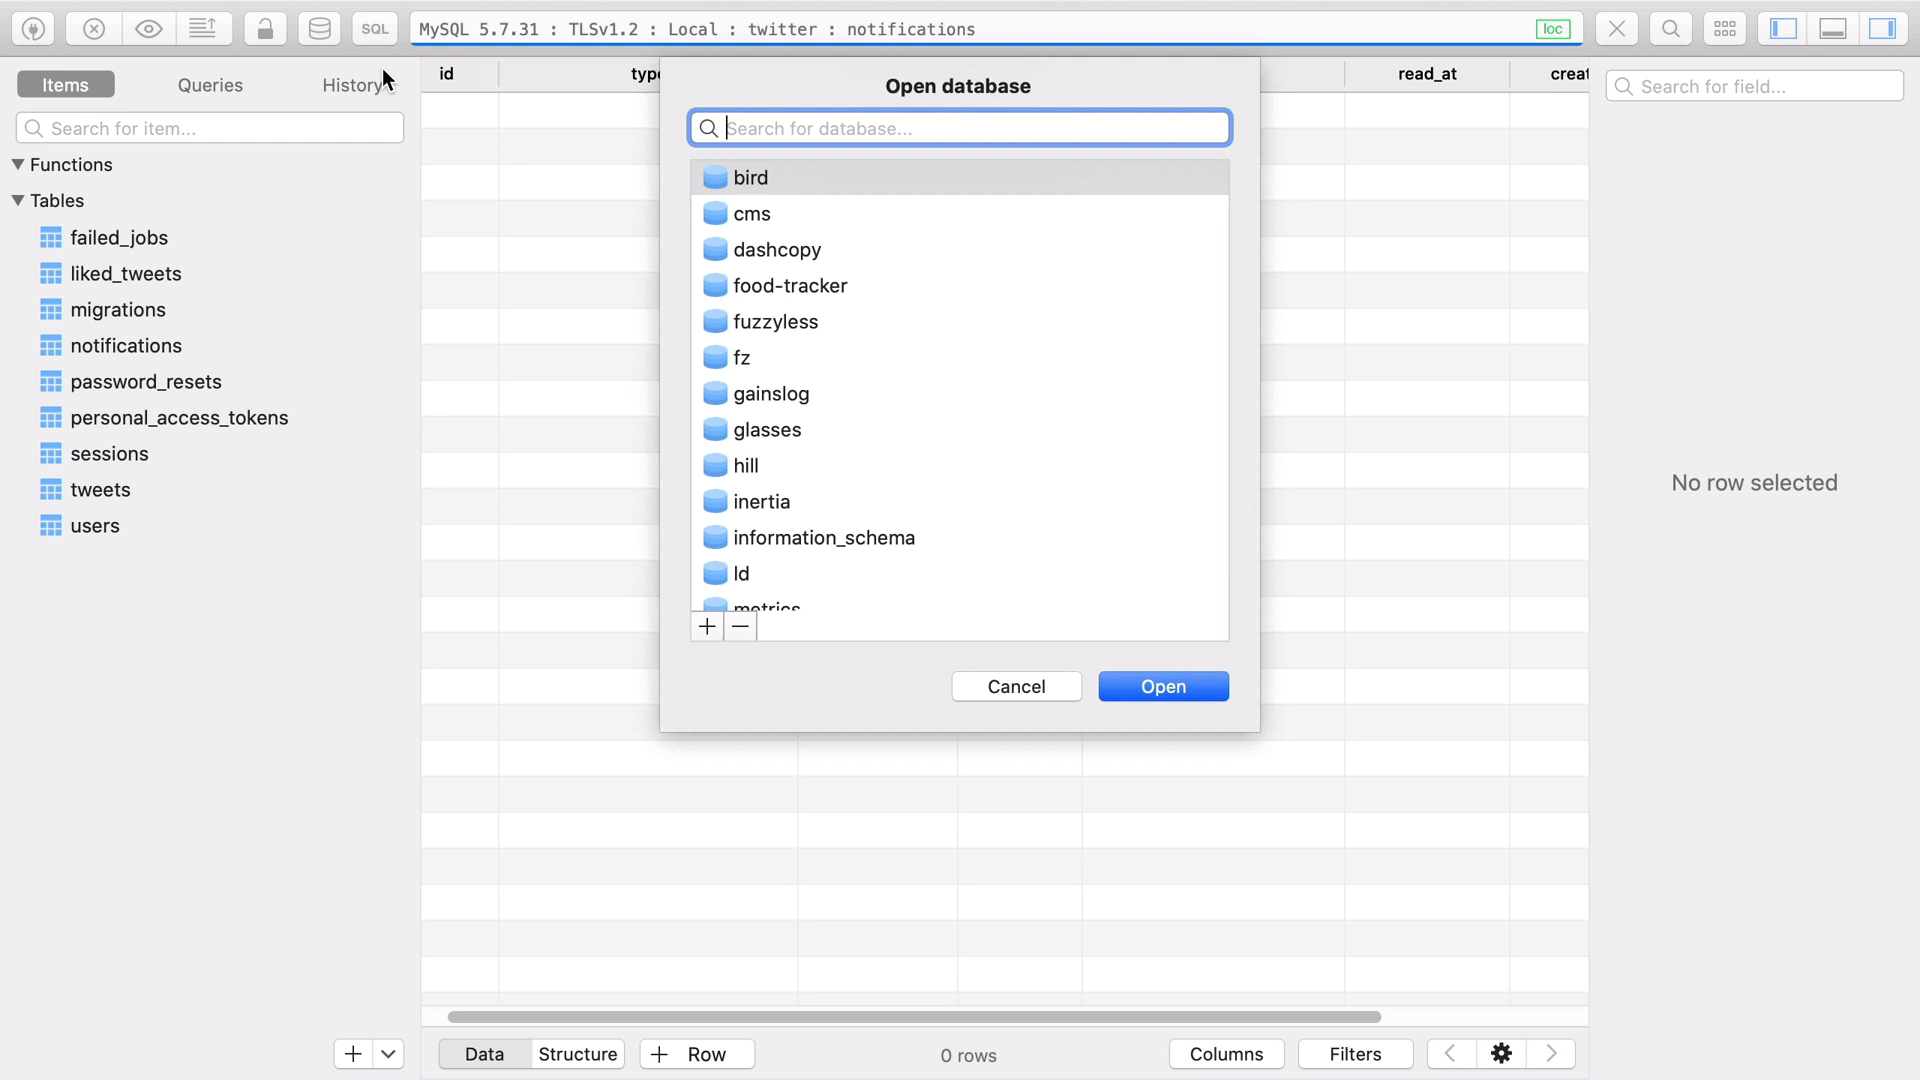 SQL
MySQL 5.7.31 : TLSv1.2 : Local : twitter : notifications
loc
Items
Queries
History
Search for item...
Functions
Tables
failed_jobs
liked_tweets
migrations
notifications
password_resets
personal_access_tokens
sessions
tweets
users
id
type
read_at
creat
Open database
Search for database...
bird
cms
dashcopy
food-tracker
fuzzyless
fz
gainslog
glasses
hill
inertia
information_schema
ld
metrics
Cancel
Open
Search for field...
No row selected
Data
Structure
Row
0 rows
Columns
Filters